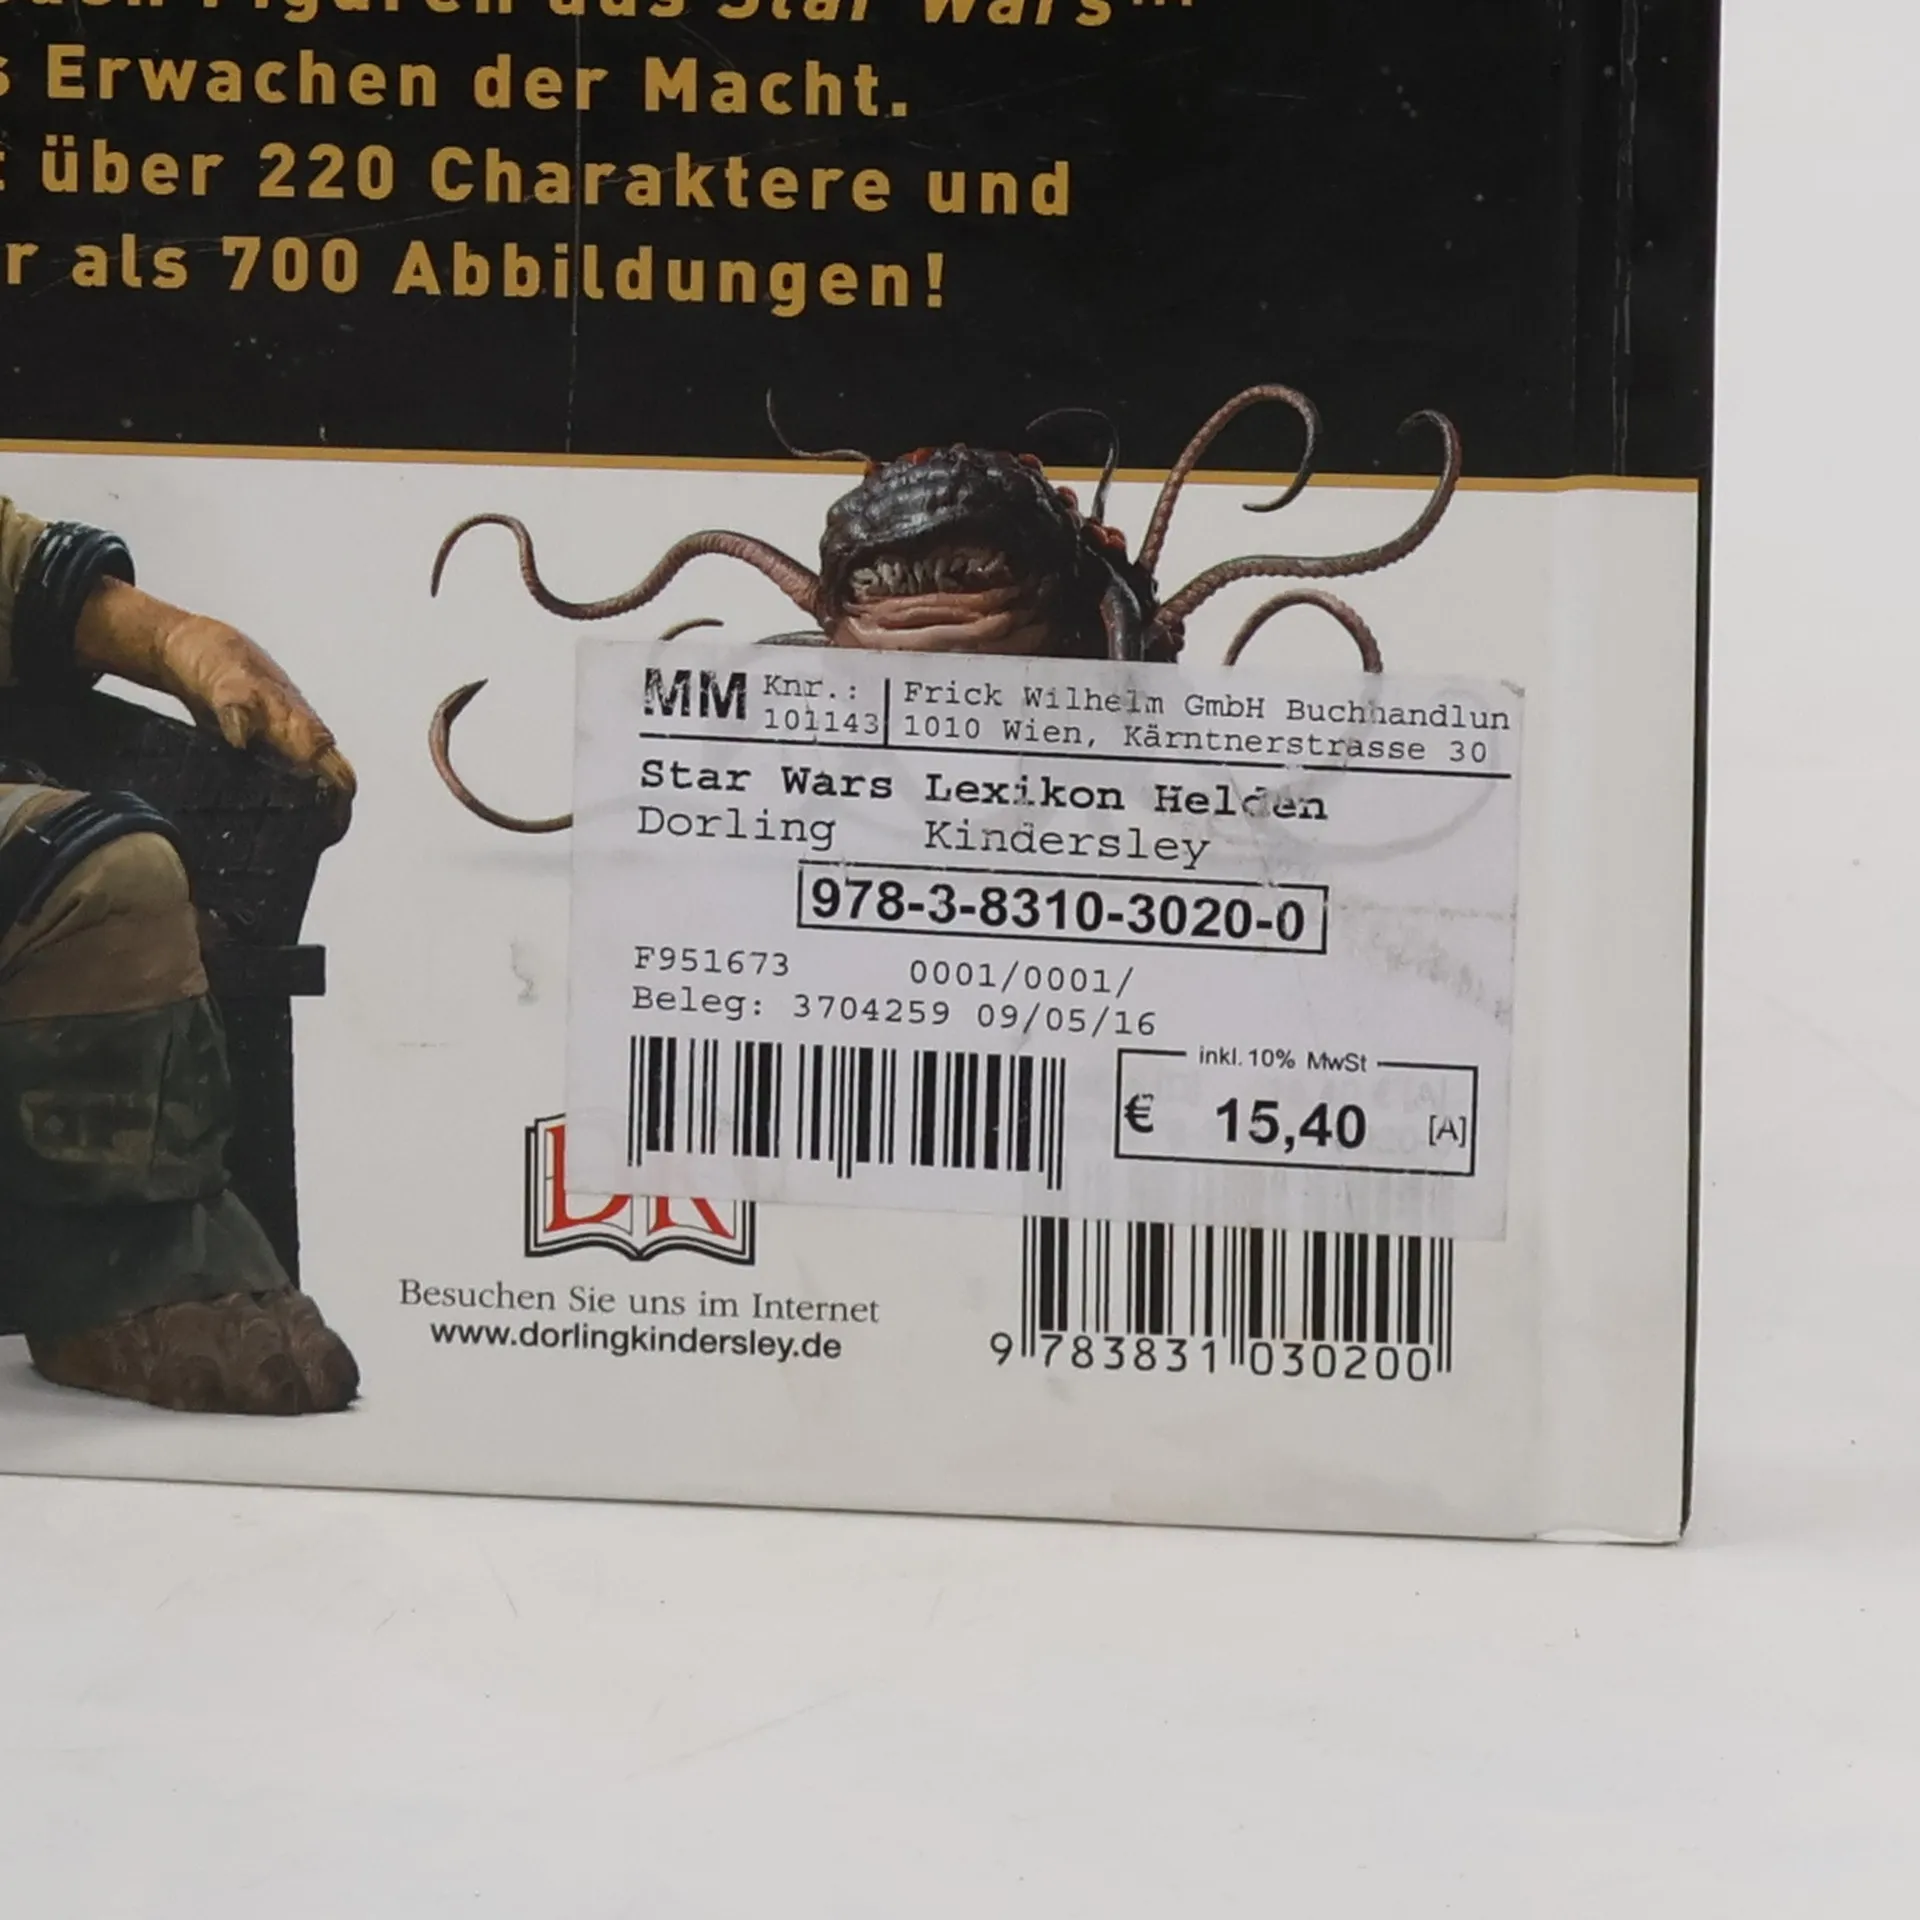 Figuren aus Star Wars™
Erwachen der Macht.
über 220 Charaktere und
r als 700 Abbildungen!
MM Knr.: 101143
Frick Wilhelm GmbH Buchhandlun
1010 Wien, Kärntnerstrasse 30
Star Wars Lexikon Helden
Dorling Kindersley
978-3-8310-3020-0
F951673 0001/0001/
Beleg: 3704259 09/05/16
inkl. 10% MwSt
€ 15,40 [A]
DK
Besuchen Sie uns im Internet
www.dorlingkindersley.de
9 783831 030200